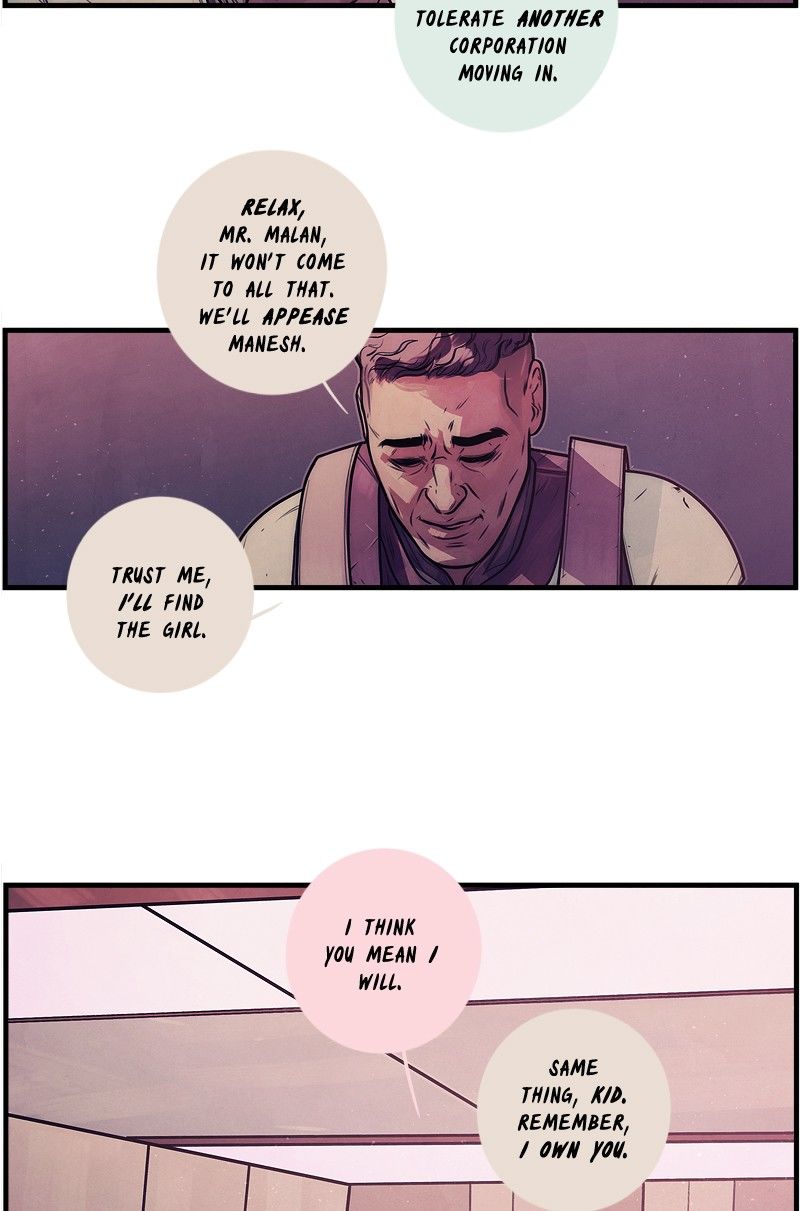 TOLERATE ANOTHER
CORPORATION
MOVING IN.
RELAX,
MR. MALAN,
IT WON'T COME
TO ALL THAT.
WE'LL APPEASE
MANESH.
TRUST ME,
I'LL FIND
THE GIRL.
I THINK
YOU MEAN I
WILL.
SAME
THING, KID.
REMEMBER,
I OWN YOU.